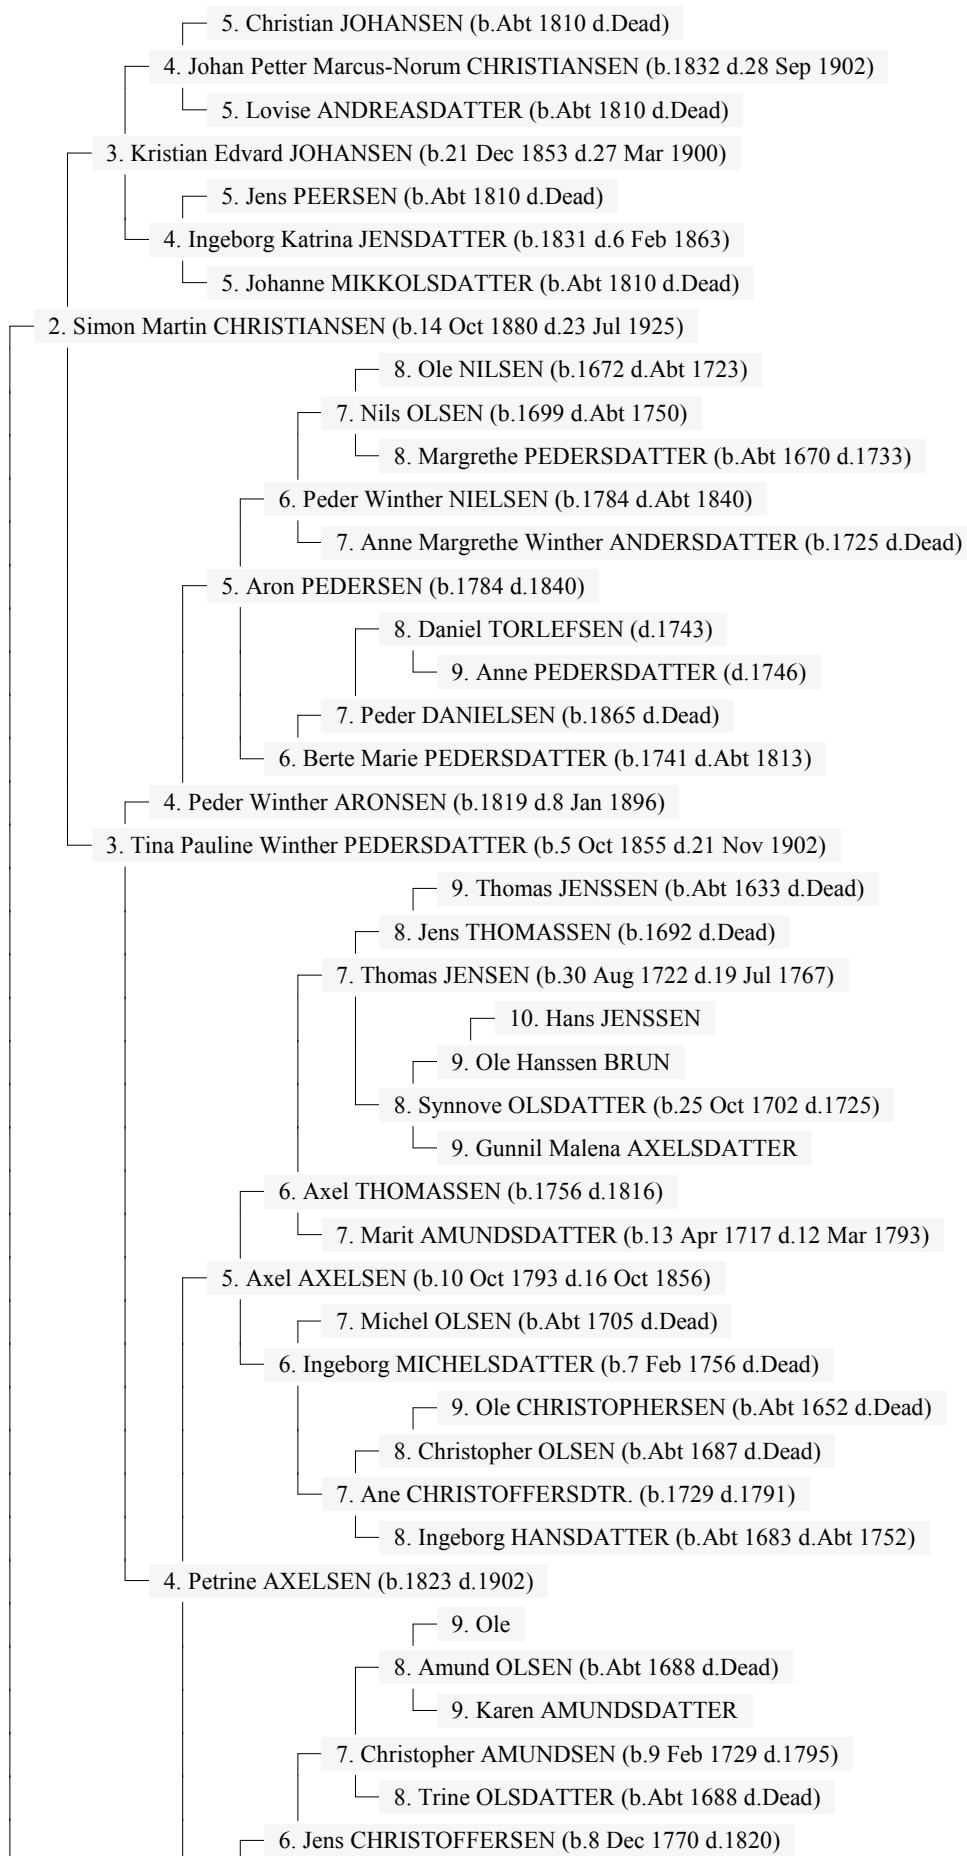 5. Christian JOHANSEN (b.Abt 1810 d.Dead)
4. Johan Petter Marcus-Norum CHRISTIANSEN (b.1832 d.28 Sep 1902)
5. Lovise ANDREASDATTER (b.Abt 1810 d.Dead)
3. Kristian Edvard JOHANSEN (b.21 Dec 1853 d.27 Mar 1900)
5. Jens PEERSEN (b.Abt 1810 d.Dead)
4. Ingeborg Katrina JENSDATTER (b.1831 d.6 Feb 1863)
5. Johanne MIKKOLSDATTER (b.Abt 1810 d.Dead)
2. Simon Martin CHRISTIANSEN (b.14 Oct 1880 d.23 Jul 1925)
8. Ole NILSEN (b.1672 d.Abt 1723)
7. Nils OLSEN (b.1699 d.Abt 1750)
8. Margrethe PEDERSDATTER (b.Abt 1670 d.1733)
6. Peder Winther NIELSEN (b.1784 d.Abt 1840)
7. Anne Margrethe Winther ANDERSDATTER (b.1725 d.Dead)
5. Aron PEDERSEN (b.1784 d.1840)
8. Daniel TORLEFSEN (d.1743)
9. Anne PEDERSDATTER (d.1746)
7. Peder DANIELSEN (b.1865 d.Dead)
6. Berte Marie PEDERSDATTER (b.1741 d.Abt 1813)
4. Peder Winther ARONSEN (b.1819 d.8 Jan 1896)
3. Tina Pauline Winther PEDERSDATTER (b.5 Oct 1855 d.21 Nov 1902)
9. Thomas JENSSEN (b.Abt 1633 d.Dead)
8. Jens THOMASSEN (b.1692 d.Dead)
7. Thomas JENSEN (b.30 Aug 1722 d.19 Jul 1767)
10. Hans JENSSEN
9. Ole Hanssen BRUN
8. Synnove OLSDATTER (b.25 Oct 1702 d.1725)
9. Gunnil Malena AXELSDATTER
6. Axel THOMASSEN (b.1756 d.1816)
7. Marit AMUNDSDATTER (b.13 Apr 1717 d.12 Mar 1793)
5. Axel AXELSEN (b.10 Oct 1793 d.16 Oct 1856)
7. Michel OLSEN (b.Abt 1705 d.Dead)
6. Ingeborg MICHELSDATTER (b.7 Feb 1756 d.Dead)
9. Ole CHRISTOPHERSEN (b.Abt 1652 d.Dead)
8. Christopher OLSEN (b.Abt 1687 d.Dead)
7. Ane CHRISTOFFERSDTR. (b.1729 d.1791)
8. Ingeborg HANSDATTER (b.Abt 1683 d.Abt 1752)
4. Petrine AXELSEN (b.1823 d.1902)
9. Ole
8. Amund OLSEN (b.Abt 1688 d.Dead)
9. Karen AMUNDSDATTER
7. Christopher AMUNDSEN (b.9 Feb 1729 d.1795)
8. Trine OLSDATTER (b.Abt 1688 d.Dead)
6. Jens CHRISTOFFERSEN (b.8 Dec 1770 d.1820)